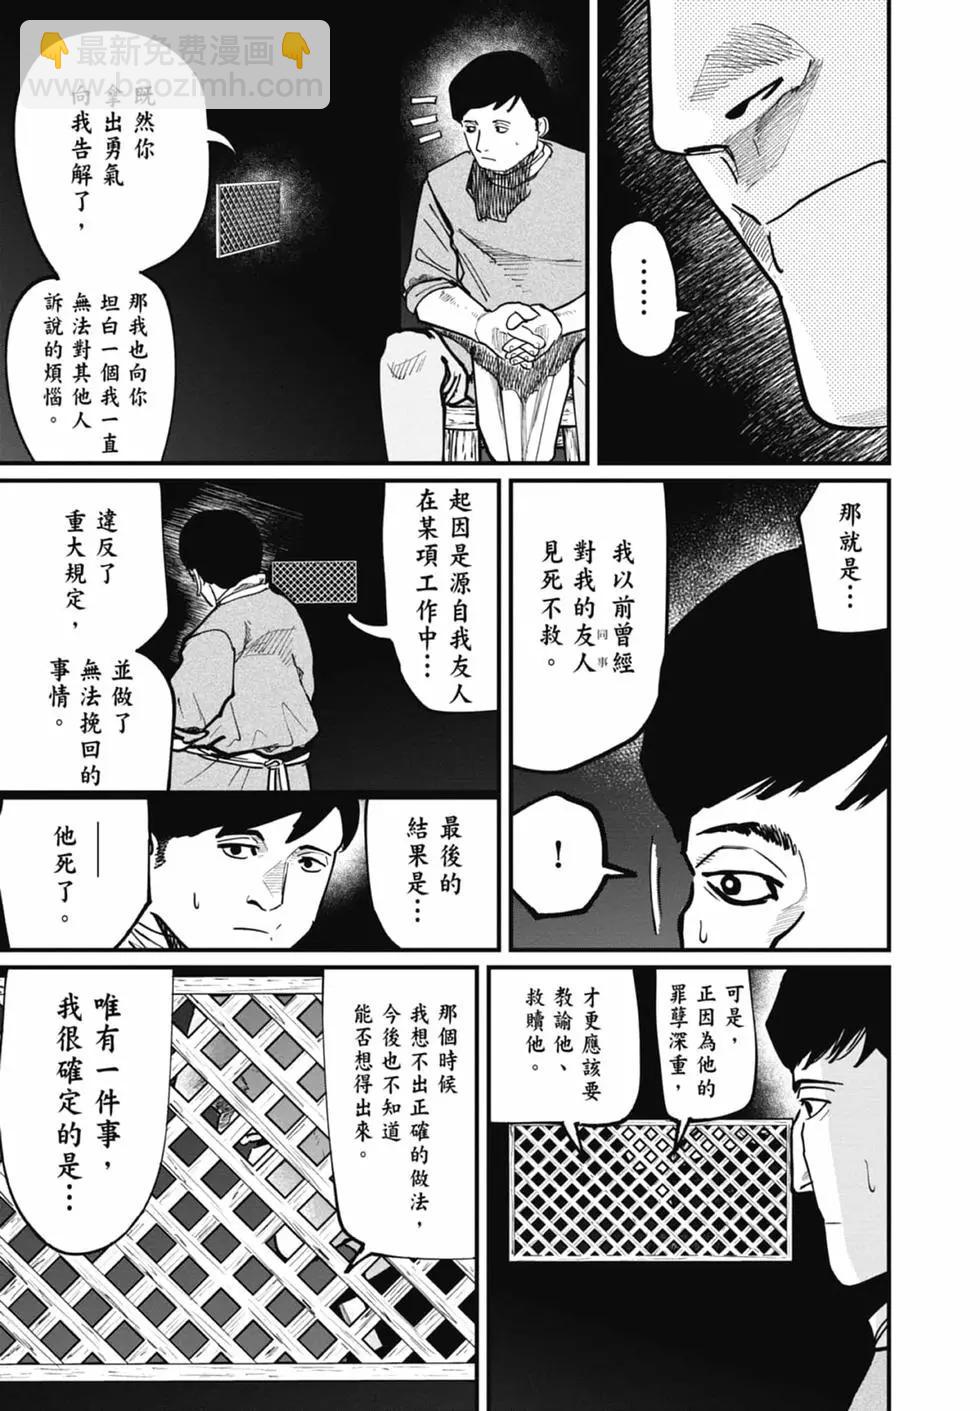 最新免費漫画
www.baozimh.com
……
既然你
拿出勇氣
向我告解了，
那我也向你
坦白一個我一直
無法對其他人
訴說的煩惱。
那就是…
我以前曾經
對我的友人
同事
見死不救。
！
起因是源自我友人
在某項工作中…
違反了
重大規定，
並做了
無法挽回的
事情。
最後的
結果是…
——
他死了。
可是，
正因為他的
罪孽深重，
才更應該要
教諭他、
救贖他。
那個時候
我想不出正確的做法，
今後也不知道
能否想得出來。
唯有一件事，
我很確定的是…